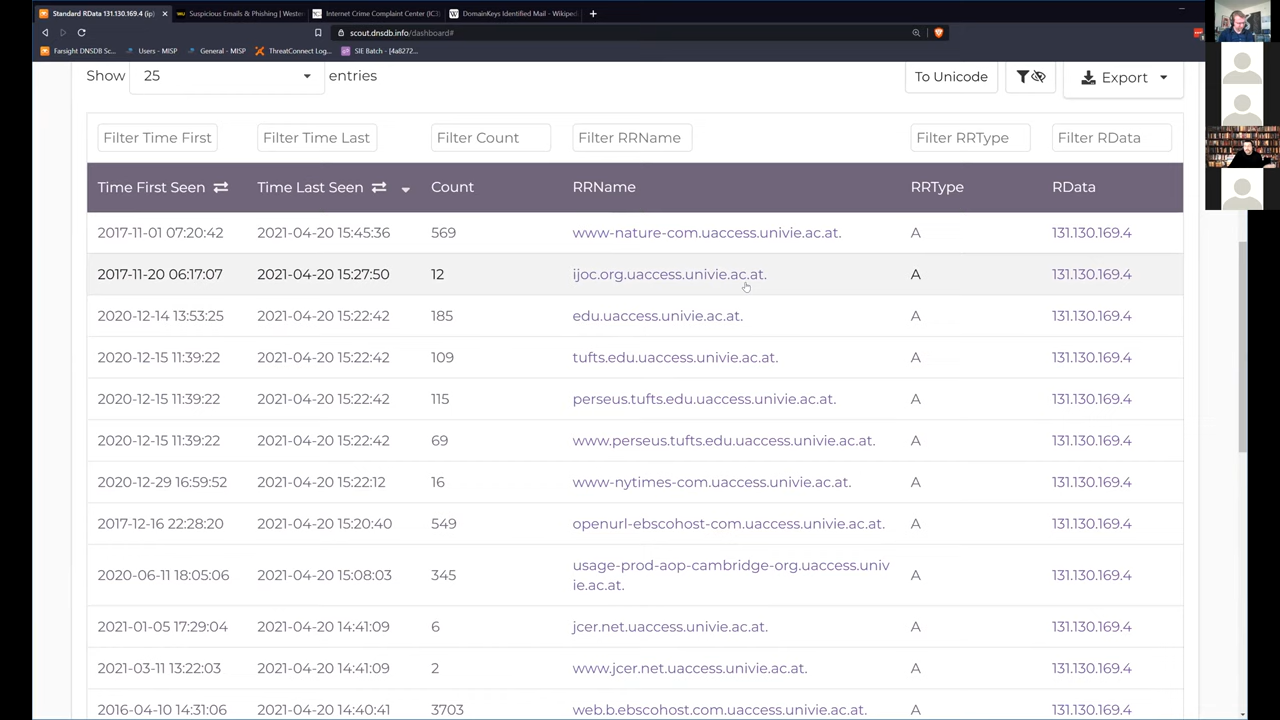 Standard RData 131.130.169.4 (ip)
Suspicious Emails & Phishing | Wester
Internet Crime Complaint Center (IC3)
DomainKeys Identified Mail - Wikiped
scout.dnsdb.info/dashboard#
Farsight DNSDB Sc...
Users - MISP
General - MISP
ThreatConnect Log...
SIE Batch - [4a8272...
Show 25 entries
To Unicode
Export
Filter Time First
Filter Time Last
Filter Count
Filter RRName
Filter RRType
Filter RData
Time First Seen Time Last Seen Count RRName RRType RData
2017-11-01 07:20:42 2021-04-20 15:45:36 569 www-nature-com.uaccess.univie.ac.at. A 131.130.169.4
2017-11-20 06:17:07 2021-04-20 15:27:50 12 ijoc.org.uaccess.univie.ac.at. A 131.130.169.4
2020-12-14 13:53:25 2021-04-20 15:22:42 185 edu.uaccess.univie.ac.at. A 131.130.169.4
2020-12-15 11:39:22 2021-04-20 15:22:42 109 tufts.edu.uaccess.univie.ac.at. A 131.130.169.4
2020-12-15 11:39:22 2021-04-20 15:22:42 115 perseus.tufts.edu.uaccess.univie.ac.at. A 131.130.169.4
2020-12-15 11:39:22 2021-04-20 15:22:42 69 www.perseus.tufts.edu.uaccess.univie.ac.at. A 131.130.169.4
2020-12-29 16:59:52 2021-04-20 15:22:12 16 www-nytimes-com.uaccess.univie.ac.at. A 131.130.169.4
2017-12-16 22:28:20 2021-04-20 15:20:40 549 openurl-ebscohost-com.uaccess.univie.ac.at. A 131.130.169.4
2020-06-11 18:05:06 2021-04-20 15:08:03 345 usage-prod-aop-cambridge-org.uaccess.univ
ie.ac.at. A 131.130.169.4
2021-01-05 17:29:04 2021-04-20 14:41:09 6 jcer.net.uaccess.univie.ac.at. A 131.130.169.4
2021-03-11 13:22:03 2021-04-20 14:41:09 2 www.jcer.net.uaccess.univie.ac.at. A 131.130.169.4
2016-04-10 14:31:06 2021-04-20 14:40:41 3703 web.b.ebscohost.com.uaccess.univie.ac.at. A 131.130.169.4